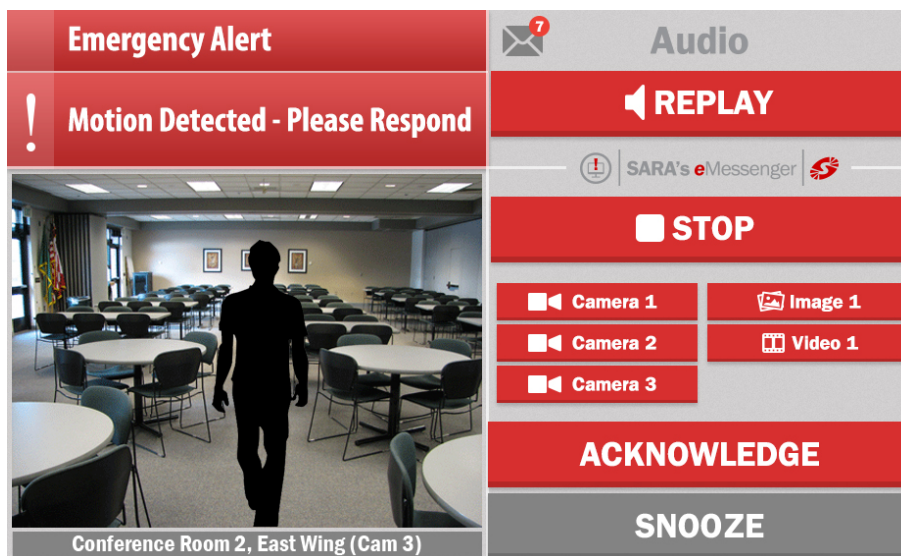 Emergency Alert
! Motion Detected - Please Respond
Conference Room 2, East Wing (Cam 3)
7
Audio
REPLAY
! SARA's eMessenger S
STOP
Camera 1
Image 1
Camera 2
Video 1
Camera 3
ACKNOWLEDGE
SNOOZE